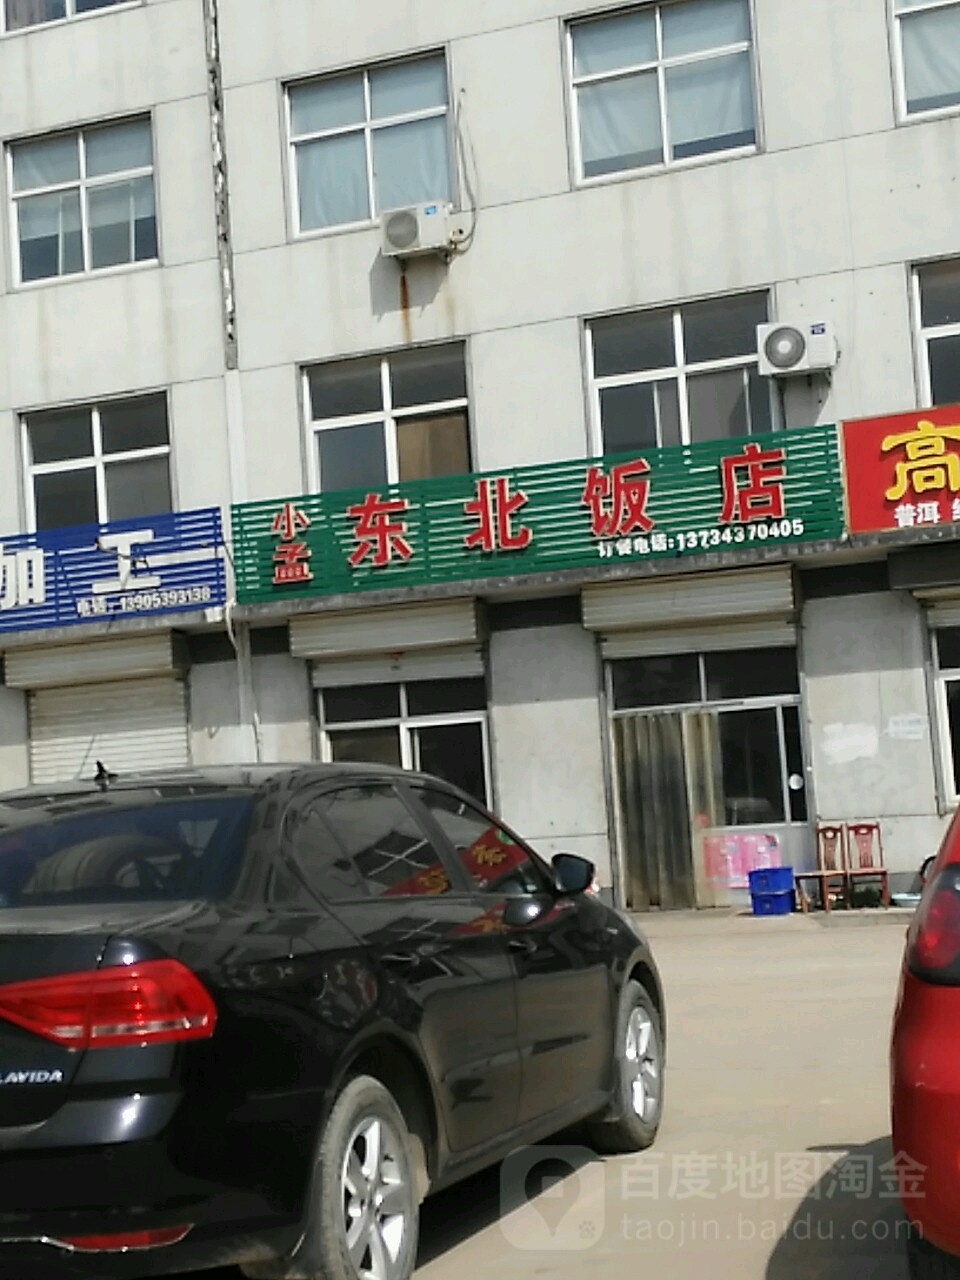 加工
电话：13905393138
小孟
东北饭店
订餐电话:13734370405
高
普洱
LAVIDA
百度地图淘金
taojin.baidu.com